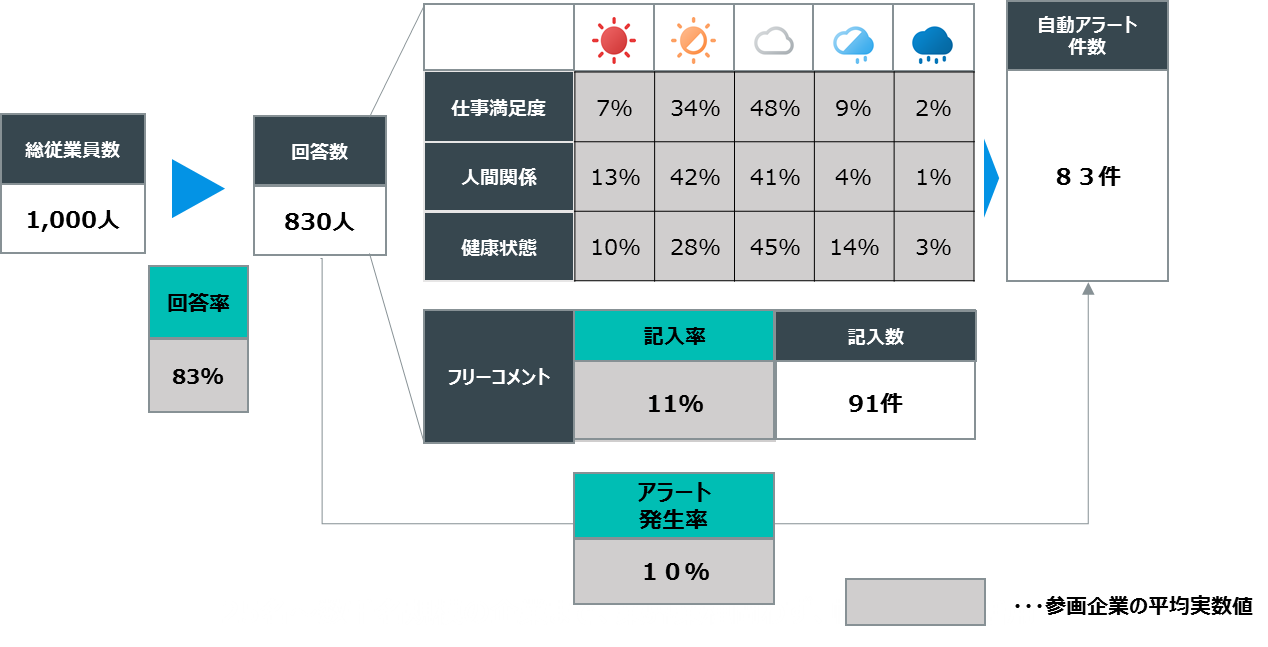 総従業員数
1,000人
回答率
83%
回答数
830人
仕事満足度 7% 34% 48% 9% 2%
人間関係 13% 42% 41% 4% 1%
健康状態 10% 28% 45% 14% 3%
フリーコメント
記入率 記入数
11% 91件
アラート
発生率
１０%
自動アラート
件数
８３件
･･･参画企業の平均実数値